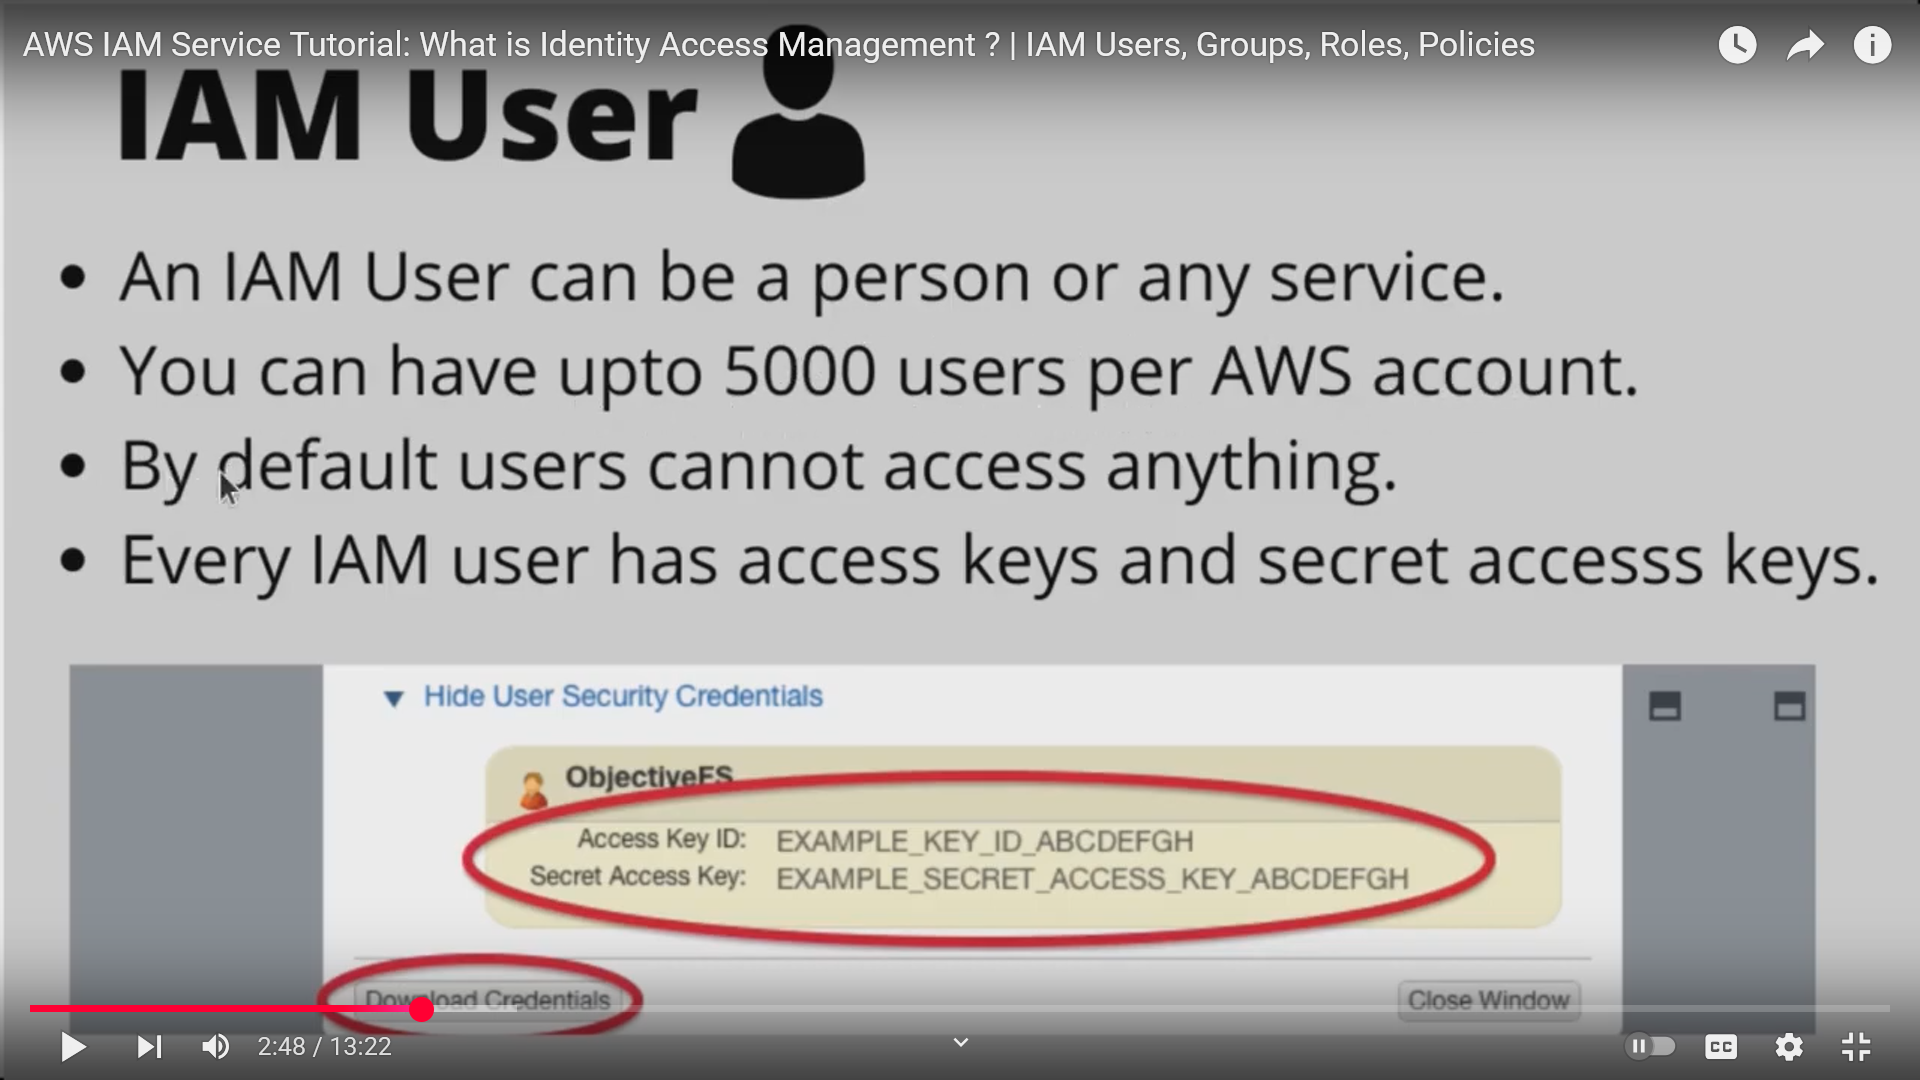 AWS IAM Service Tutorial: What is Identity Access Management ? | IAM Users, Groups, Roles, Policies
IAM User
• An IAM User can be a person or any service.
• You can have upto 5000 users per AWS account.
• By default users cannot access anything.
• Every IAM user has access keys and secret accesss keys.
Hide User Security Credentials
ObjectiveFS
Access Key ID: EXAMPLE_KEY_ID_ABCDEFGH
Secret Access Key: EXAMPLE_SECRET_ACCESS_KEY_ABCDEFGH
Download Credentials
Close Window
2:48 / 13:22
CC